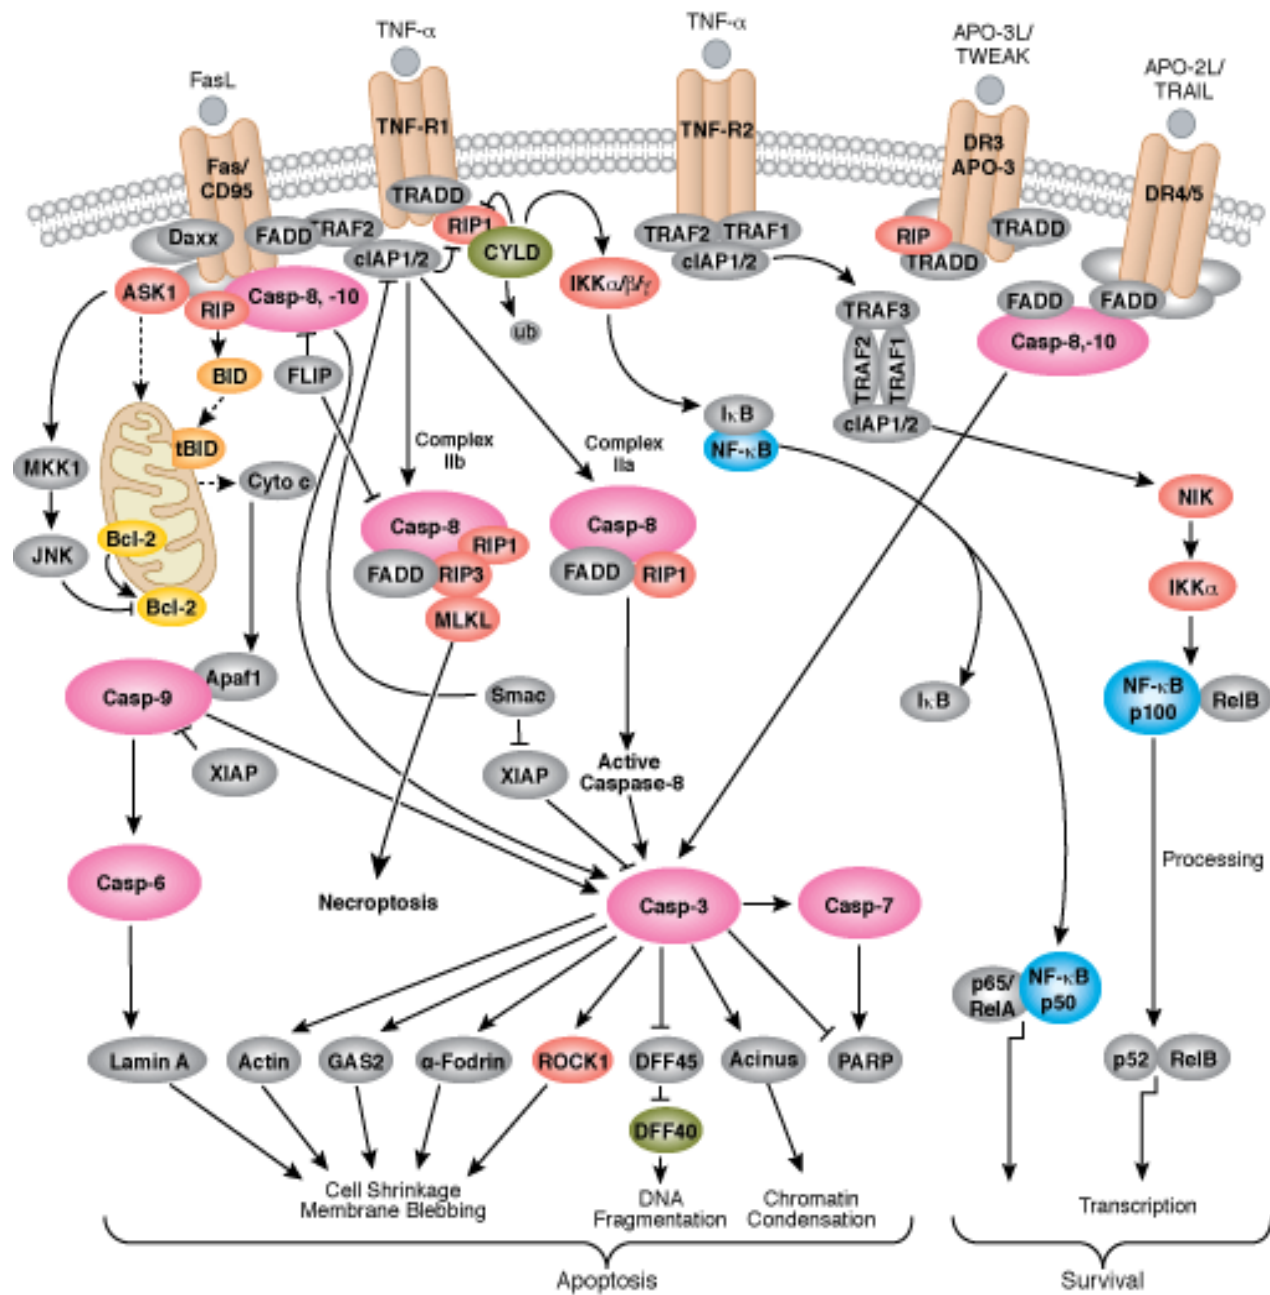 TNF-α
TNF-α
APO-3L/
TWEAK
APO-2L/
TRAIL
FasL
TNF-R1
TNF-R2
DR3
APO-3
DR4/5
Fas/
CD95
TRADD
RIP1
CYLD
Daxx
FADD
TRAF2
cIAP1/2
TRAF2
TRAF1
cIAP1/2
RIP
TRADD
TRADD
ASK1
RIP
Casp-8, -10
IKKα/β/γ
ub
TRAF3
TRAF2
TRAF1
cIAP1/2
FADD
FADD
Casp-8,-10
BID
FLIP
tBID
IκB
NF-κB
MKK1
Cyto c
Complex
IIb
Complex
IIa
NIK
Bcl-2
JNK
Bcl-2
Casp-8
RIP1
FADD
RIP3
MLKL
Casp-8
FADD
RIP1
IKKα
Apaf1
Casp-9
Smac
IκB
NF-κB
p100
RelB
XIAP
XIAP
Active
Caspase-8
Processing
Casp-6
Necroptosis
Casp-3
Casp-7
p65/
RelA
NF-κB
p50
Lamin A
Actin
GAS2
α-Fodrin
ROCK1
DFF45
Acinus
PARP
p52
RelB
DFF40
Cell Shrinkage
Membrane Blebbing
DNA
Fragmentation
Chromatin
Condensation
Transcription
Apoptosis
Survival